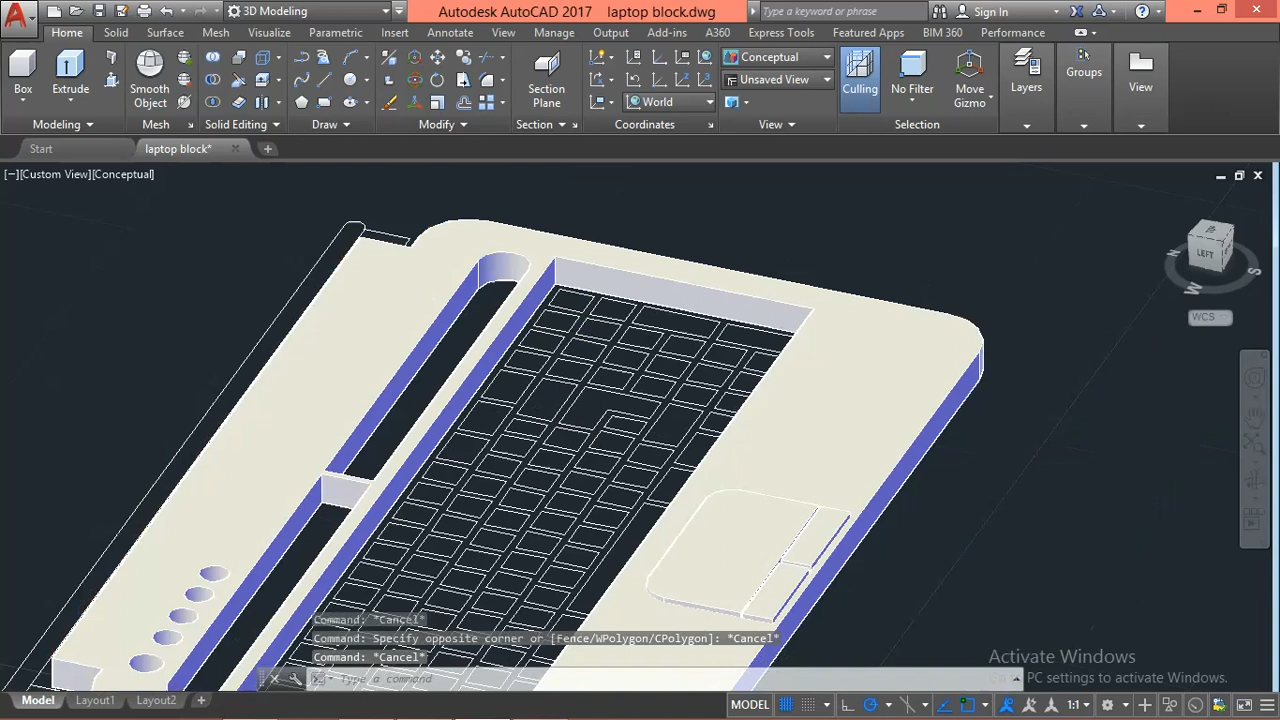 3D Modeling
Autodesk AutoCAD 2017 laptop block.dwg
Type a keyword or phrase
Sign In
Home Solid Surface Mesh Visualize Parametric Insert Annotate View Manage Output Add-ins A360 Express Tools Featured Apps BIM 360 Performance
Box
Extrude
Smooth
Object
Section
Plane
World
Conceptual
Unsaved View
Culling
No Filter
Move
Gizmo
Layers
Groups
View
Modeling
Mesh
Solid Editing
Draw
Modify
Section
Coordinates
View
Selection
Start
laptop block*
[−][Custom View][Conceptual]
LEFT
N
S
W
WCS
Command: *Cancel*
Command: Specify opposite corner or [Fence/WPolygon/CPolygon]: *Cancel*
Command: *Cancel*
Type a command
Activate Windows
PC settings to activate Windows.
Model Layout1 Layout2
MODEL
1:1